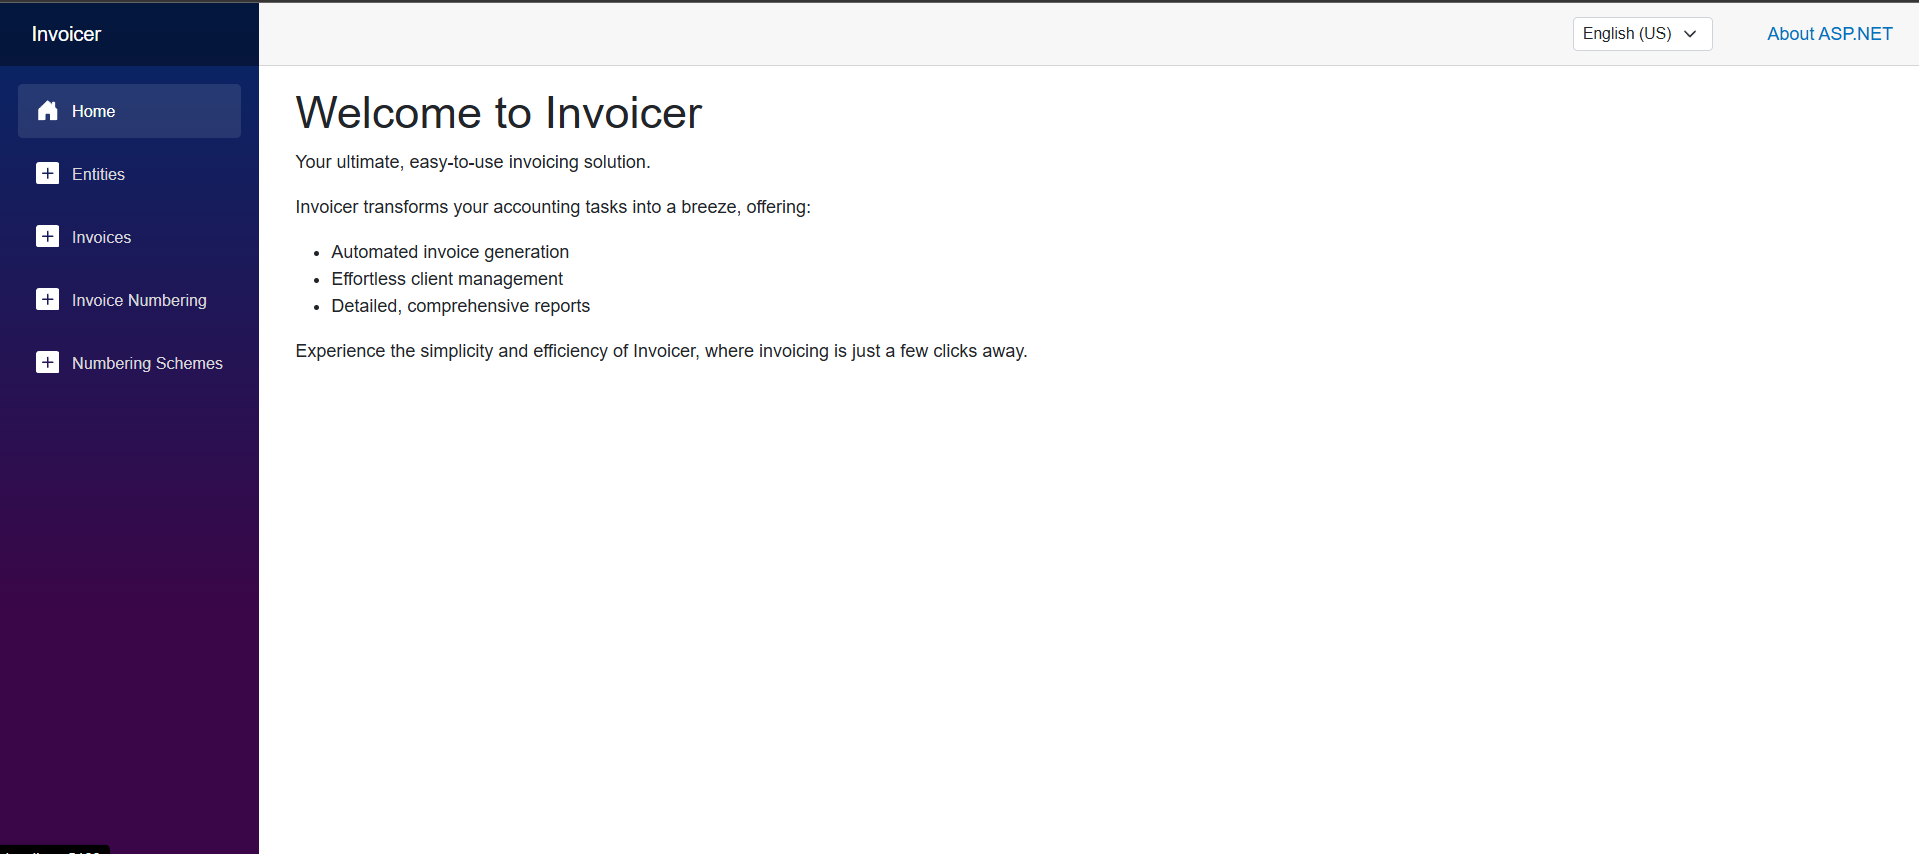 Invoicer
English (US)
About ASP.NET
Home
Entities
Invoices
Invoice Numbering
Numbering Schemes
Welcome to Invoicer
Your ultimate, easy-to-use invoicing solution.
Invoicer transforms your accounting tasks into a breeze, offering:
Automated invoice generation
Effortless client management
Detailed, comprehensive reports
Experience the simplicity and efficiency of Invoicer, where invoicing is just a few clicks away.